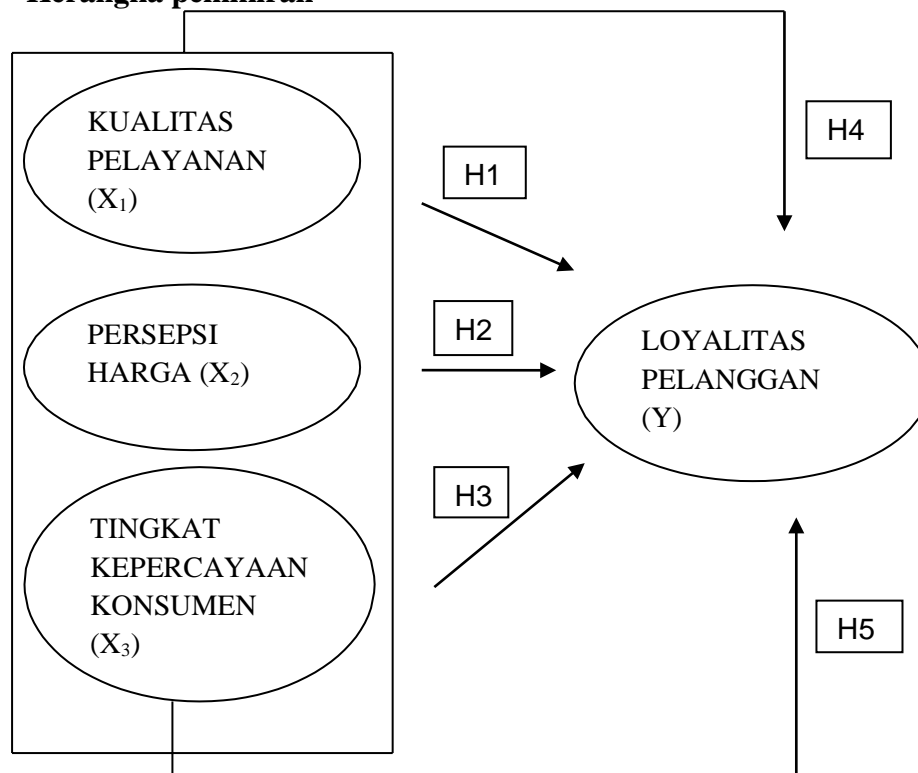 Kerangka pemikiran
KUALITAS
PELAYANAN
(X₁)
H1
H4
PERSEPSI
HARGA (X₂)
H2
LOYALITAS
PELANGGAN
(Y)
H3
TINGKAT
KEPERCAYAAN
KONSUMEN
(X₃)
H5